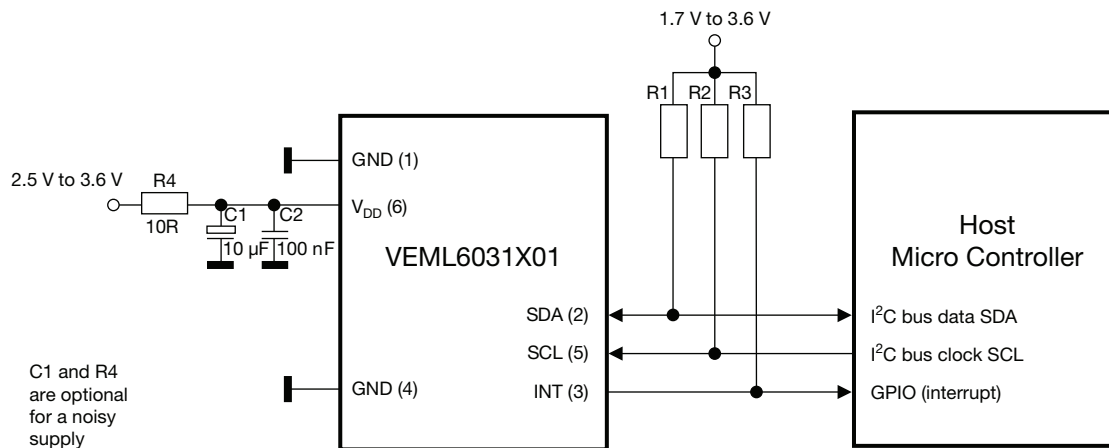 1.7 V to 3.6 V
R1 R2 R3
GND (1)
2.5 V to 3.6 V
R4
10R
C1
10 µF
C2
100 nF
V_DD (6)
VEML6031X01
Host
Micro Controller
SDA (2)
I²C bus data SDA
SCL (5)
I²C bus clock SCL
GND (4)
INT (3)
GPIO (interrupt)
C1 and R4
are optional
for a noisy
supply